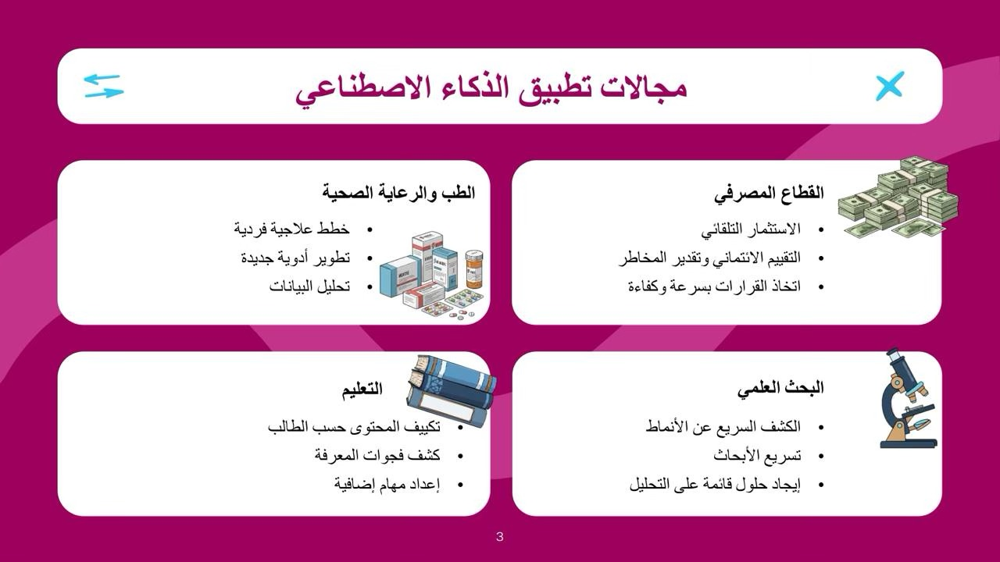 مجالات تطبيق الذكاء الاصطناعي
القطاع المصرفي
• الاستثمار التلقائي
• التقييم الائتماني وتقدير المخاطر
• اتخاذ القرارات بسرعة وكفاءة
الطب والرعاية الصحية
• خطط علاجية فردية
• تطوير أدوية جديدة
• تحليل البيانات
البحث العلمي
• الكشف السريع عن الأنماط
• تسريع الأبحاث
• إيجاد حلول قائمة على التحليل
التعليم
• تكييف المحتوى حسب الطالب
• كشف فجوات المعرفة
• إعداد مهام إضافية
3